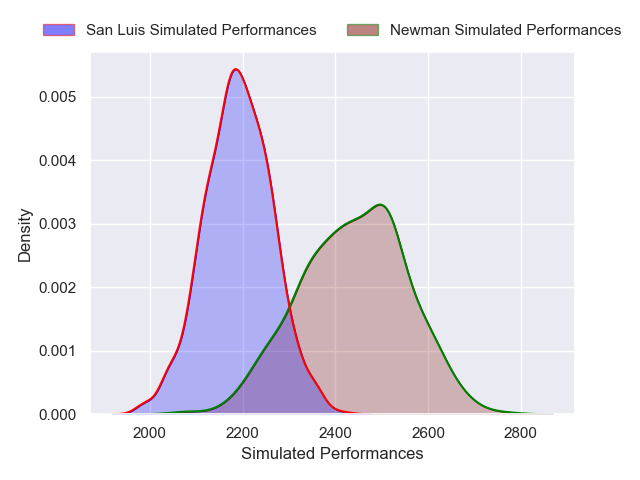 San Luis Simulated Performances
Newman Simulated Performances
0.005
0.004
0.003
0.002
0.001
0.000
Density
2000
2200
2400
2600
2800
Simulated Performances